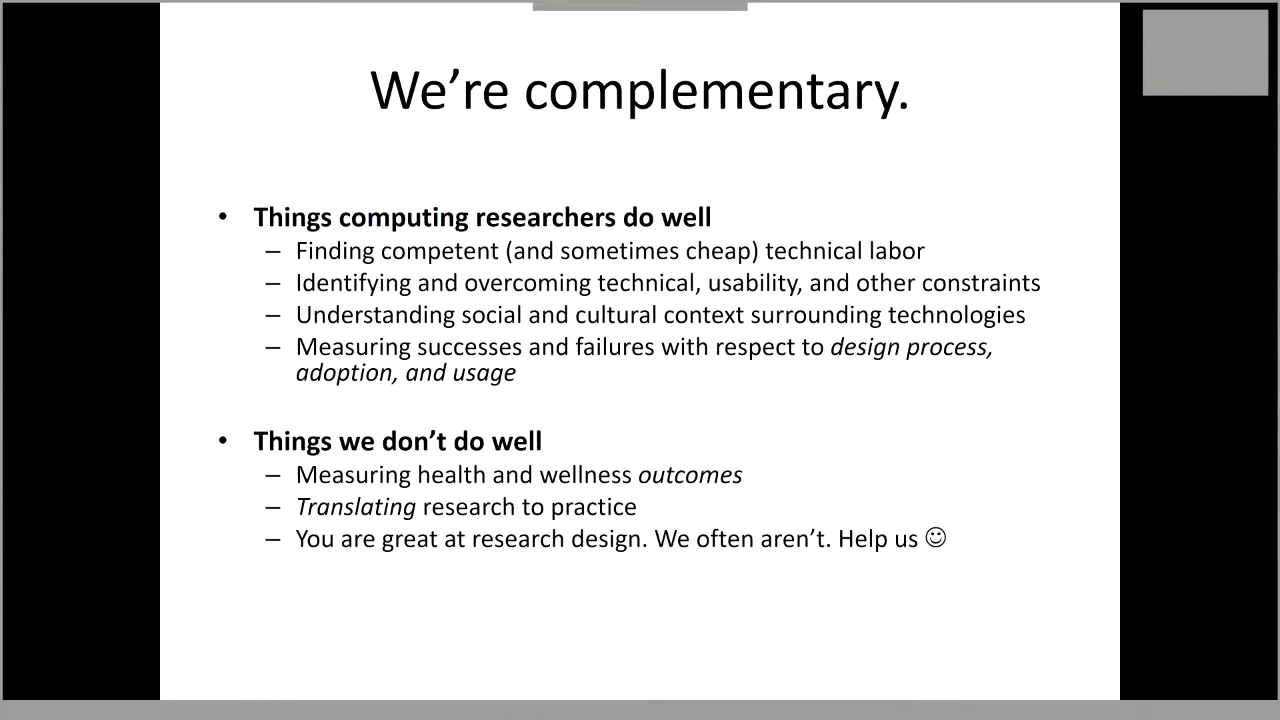 We’re complementary.
• Things computing researchers do well
– Finding competent (and sometimes cheap) technical labor
– Identifying and overcoming technical, usability, and other constraints
– Understanding social and cultural context surrounding technologies
– Measuring successes and failures with respect to design process,
adoption, and usage
• Things we don’t do well
– Measuring health and wellness outcomes
– Translating research to practice
– You are great at research design. We often aren’t. Help us ☺